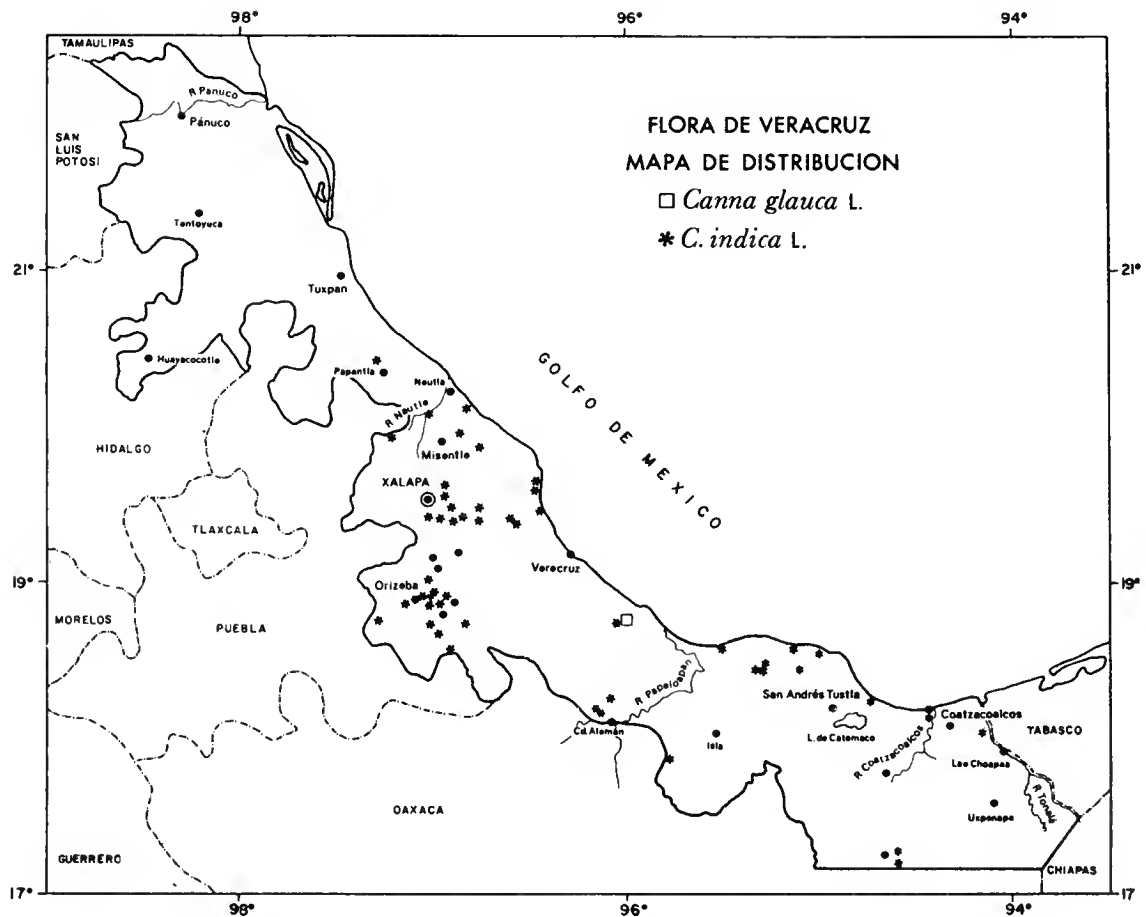 98° 96° 94°
TAMAULIPAS
R Panuco
Pánuco
SAN
LUIS
POTOSI
FLORA DE VERACRUZ
MAPA DE DISTRIBUCION
□ Canna glauca L.
* C. indica L.
Tantoyuca
21° 21°
Tuxpan
Huayacocotla
Papantla
Nautla
R Nautla
GOLFO DE MEXICO
HIDALGO
Misantla
XALAPA
TLAXCALA
Veracruz
19° 19°
Orizaba
MORELOS
PUEBLA
R Papaloapan
San Andrés Tuxtla
Coatzacoalcos
TABASCO
Cd. Alemán
Isla
L. de Catemaco
R Coatzacoalcos
Las Choapas
R Tonalá
Uxpanapa
OAXACA
GUERRERO
CHIAPAS
17° 17
98° 96° 94°